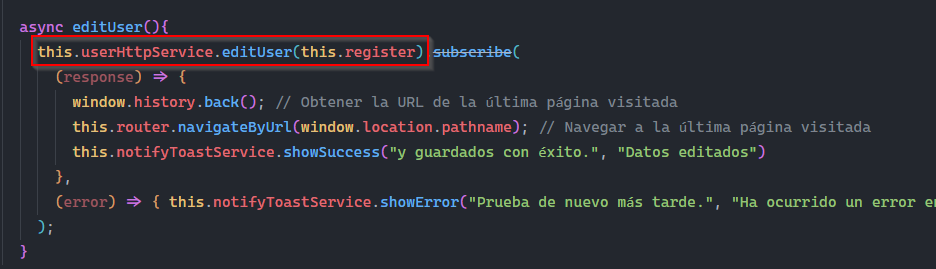 async editUser(){
this.userHttpService.editUser(this.register) subscribe(
(response) => {
window.history.back(); // Obtener la URL de la última página visitada
this.router.navigateByUrl(window.location.pathname); // Navegar a la última página visitada
this.notifyToastService.showSuccess("y guardados con éxito.", "Datos editados")
},
(error) => { this.notifyToastService.showError("Prueba de nuevo más tarde.", "Ha ocurrido un error
);
}